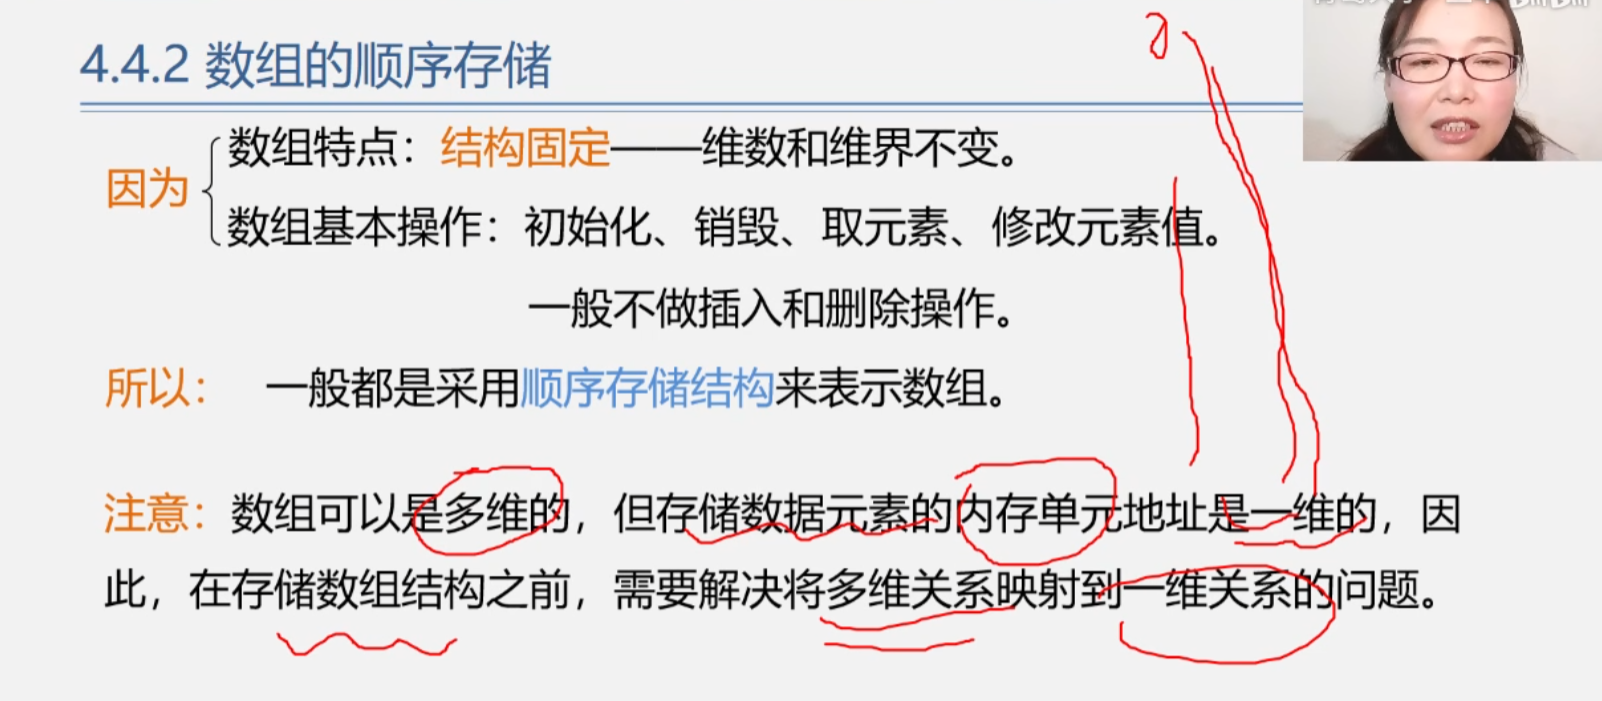 4.4.2 数组的顺序存储
因为
数组特点：结构固定——维数和维界不变。
数组基本操作：初始化、销毁、取元素、修改元素值。
一般不做插入和删除操作。
所以： 一般都是采用顺序存储结构来表示数组。
注意：数组可以是多维的，但存储数据元素的内存单元地址是一维的，因
此，在存储数组结构之前，需要解决将多维关系映射到一维关系的问题。